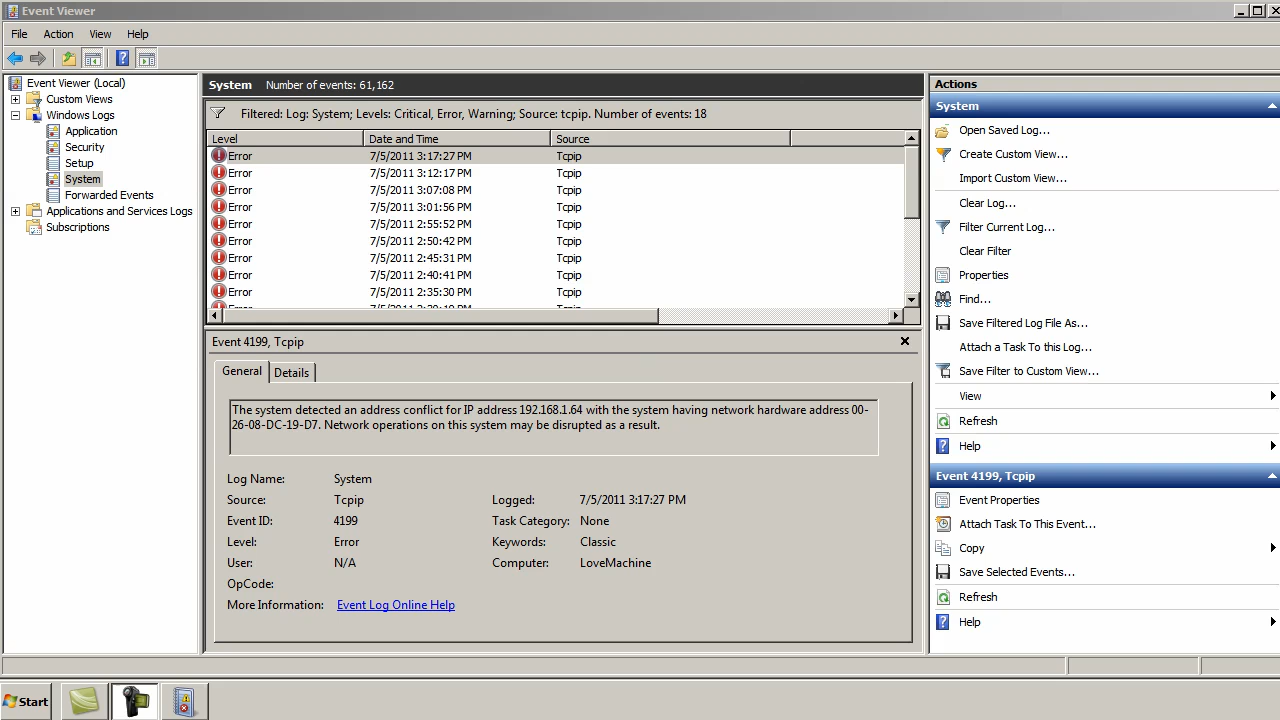 Event Viewer
File Action View Help
Event Viewer (Local)
Custom Views
Windows Logs
Application
Security
Setup
System
Forwarded Events
Applications and Services Logs
Subscriptions
System Number of events: 61,162
Filtered: Log: System; Levels: Critical, Error, Warning; Source: tcpip. Number of events: 18
Level Date and Time Source
Error 7/5/2011 3:17:27 PM Tcpip
Error 7/5/2011 3:12:17 PM Tcpip
Error 7/5/2011 3:07:08 PM Tcpip
Error 7/5/2011 3:01:56 PM Tcpip
Error 7/5/2011 2:55:52 PM Tcpip
Error 7/5/2011 2:50:42 PM Tcpip
Error 7/5/2011 2:45:31 PM Tcpip
Error 7/5/2011 2:40:41 PM Tcpip
Error 7/5/2011 2:35:30 PM Tcpip
Event 4199, Tcpip
General Details
The system detected an address conflict for IP address 192.168.1.64 with the system having network hardware address 00-
26-08-DC-19-D7. Network operations on this system may be disrupted as a result.
Log Name: System
Source: Tcpip Logged: 7/5/2011 3:17:27 PM
Event ID: 4199 Task Category: None
Level: Error Keywords: Classic
User: N/A Computer: LoveMachine
OpCode:
More Information: Event Log Online Help
Actions
System
Open Saved Log...
Create Custom View...
Import Custom View...
Clear Log...
Filter Current Log...
Clear Filter
Properties
Find...
Save Filtered Log File As...
Attach a Task To this Log...
Save Filter to Custom View...
View
Refresh
Help
Event 4199, Tcpip
Event Properties
Attach Task To This Event...
Copy
Save Selected Events...
Refresh
Help
Start